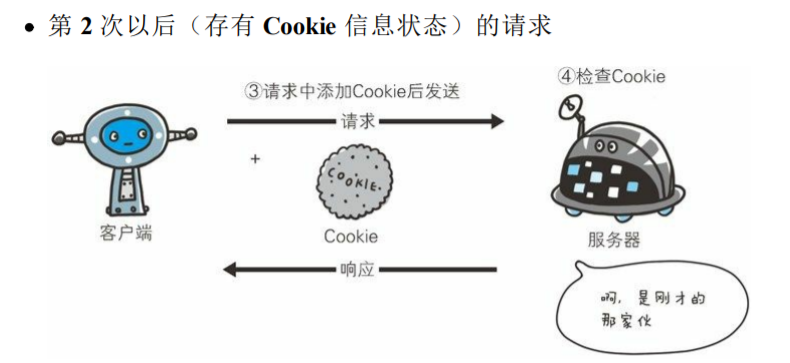 • 第 2 次以后（存有 Cookie 信息状态）的请求
③请求中添加Cookie后发送
④检查Cookie
请求
+
COOKIE
客户端
Cookie
服务器
响应
啊，是刚才的
那家伙